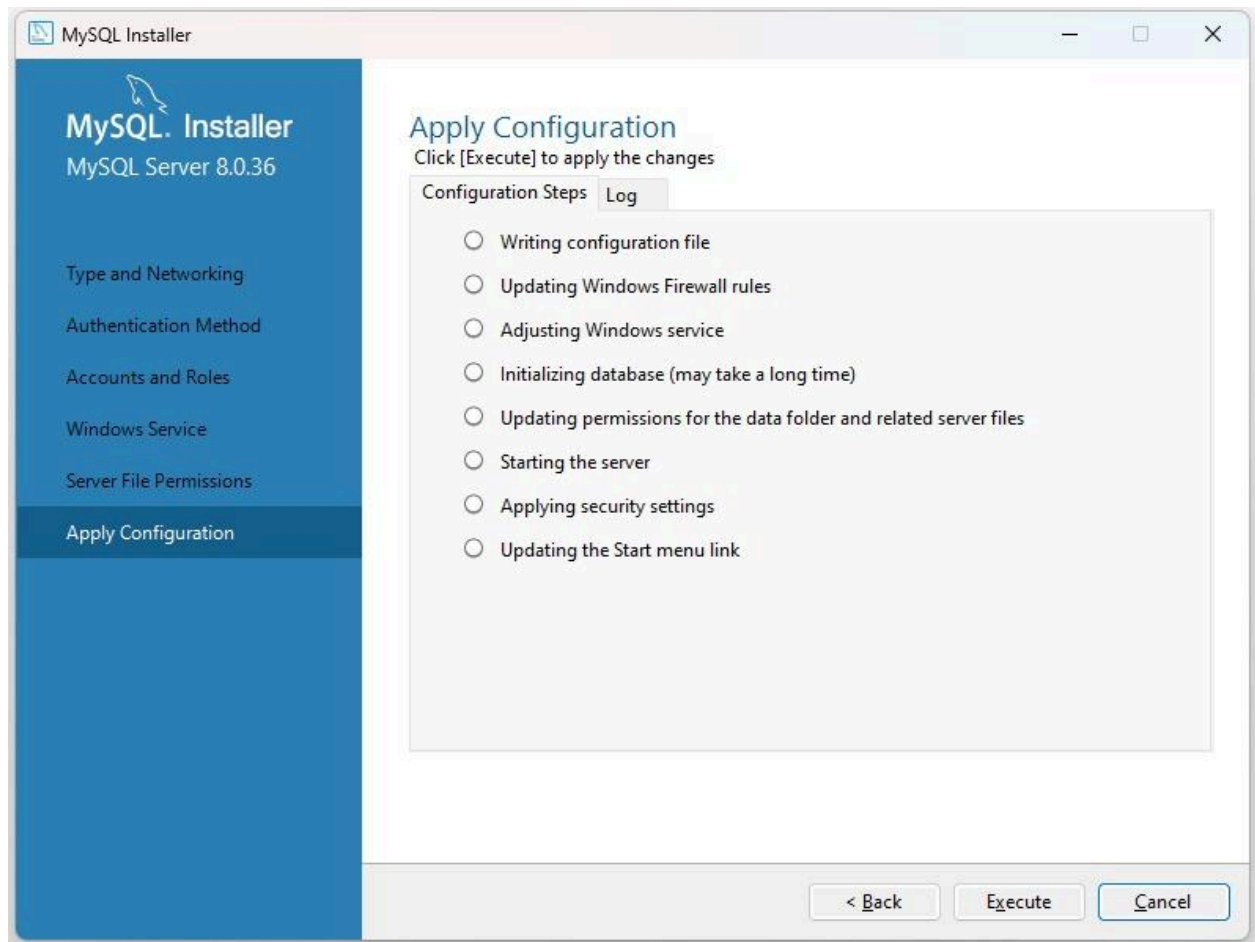 MySQL Installer
MySQL. Installer
MySQL Server 8.0.36
Type and Networking
Authentication Method
Accounts and Roles
Windows Service
Server File Permissions
Apply Configuration
Apply Configuration
Click [Execute] to apply the changes
Configuration Steps Log
Writing configuration file
Updating Windows Firewall rules
Adjusting Windows service
Initializing database (may take a long time)
Updating permissions for the data folder and related server files
Starting the server
Applying security settings
Updating the Start menu link
< Back Execute Cancel